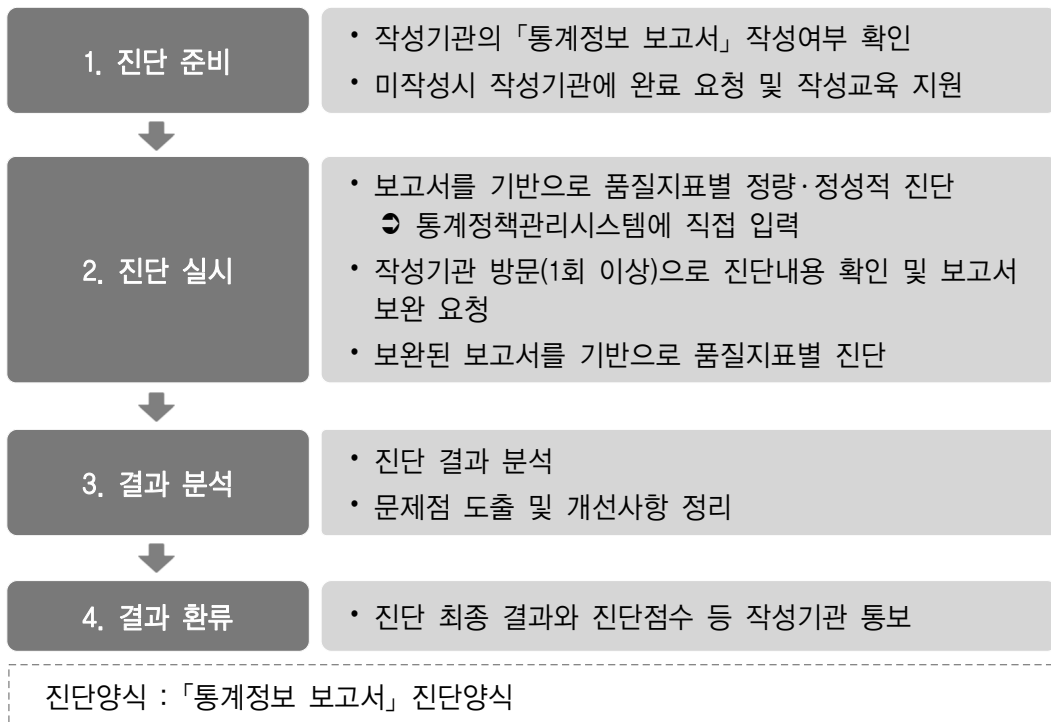 1. 진단 준비
• 작성기관의「통계정보 보고서」작성여부 확인
• 미작성시 작성기관에 완료 요청 및 작성교육 지원
2. 진단 실시
• 보고서를 기반으로 품질지표별 정량·정성적 진단
➲ 통계정책관리시스템에 직접 입력
• 작성기관 방문(1회 이상)으로 진단내용 확인 및 보고서
보완 요청
• 보완된 보고서를 기반으로 품질지표별 진단
3. 결과 분석
• 진단 결과 분석
• 문제점 도출 및 개선사항 정리
4. 결과 환류
• 진단 최종 결과와 진단점수 등 작성기관 통보
진단양식 :「통계정보 보고서」진단양식